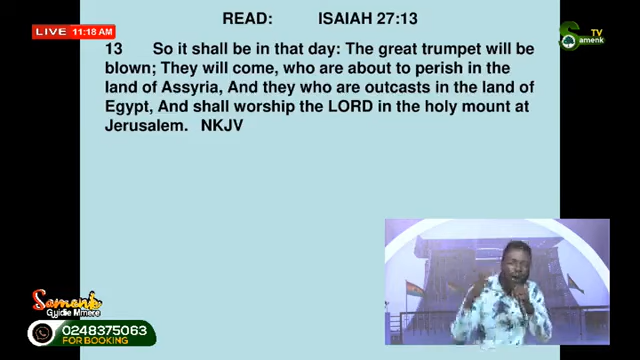 LIVE 11:18 AM
READ: ISAIAH 27:13
TV
Samenk
13 So it shall be in that day: The great trumpet will be
blown; They will come, who are about to perish in the
land of Assyria, And they who are outcasts in the land of
Egypt, And shall worship the LORD in the holy mount at
Jerusalem. NKJV
Samenk
Gyidie Mmere
0248375063
FOR BOOKING